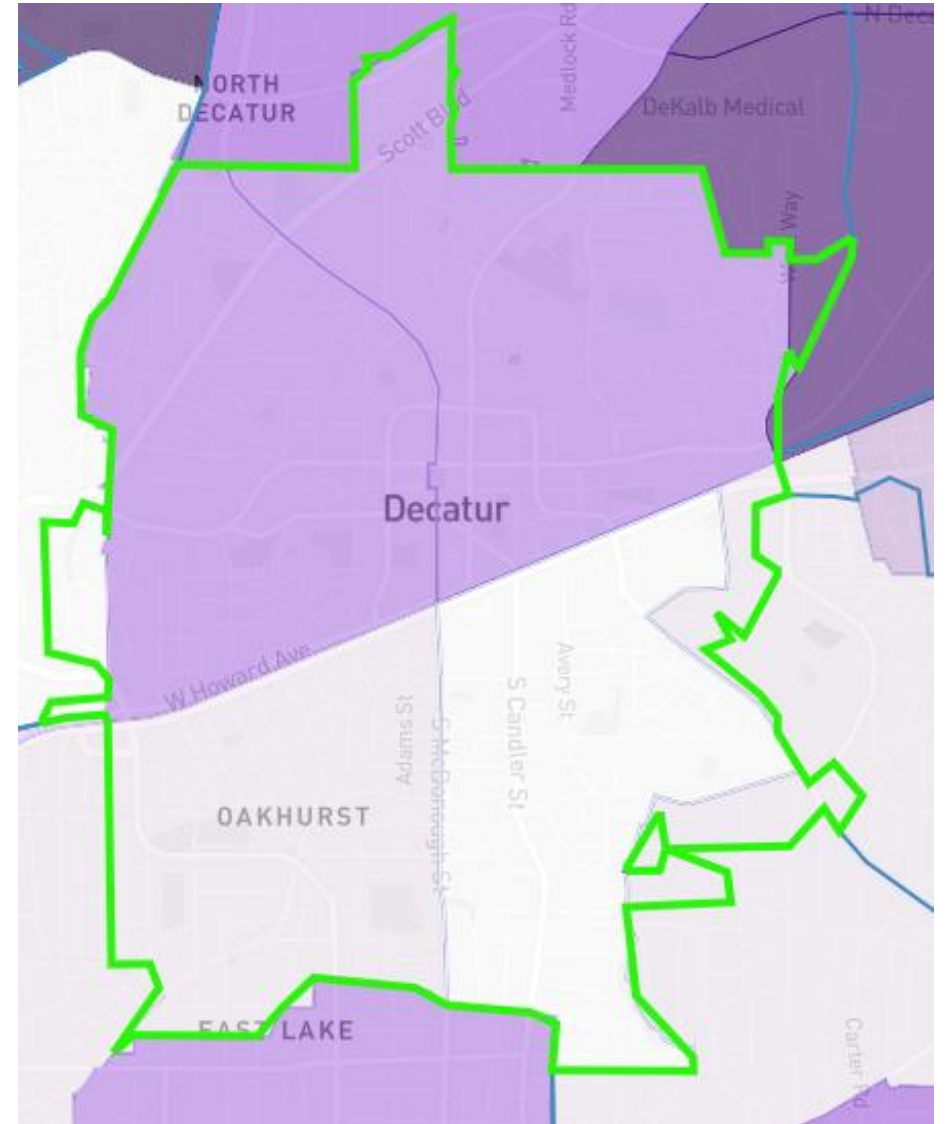 N Deca
NORTH
DECATUR
Medlock Rd
DeKalb Medical
Scott Blvd
Way
Decatur
W Howard Ave
Adams St
S McDonough St
S Candler St
Avery St
OAKHURST
EAST LAKE
Carter Rd